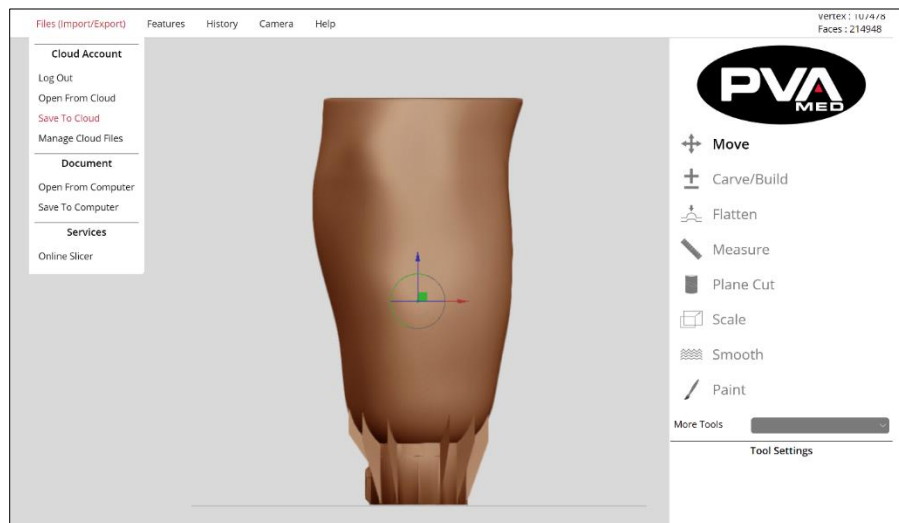 Files (Import/Export) Features History Camera Help
Vertex : 107478
Faces : 214948
Cloud Account
Log Out
Open From Cloud
Save To Cloud
Manage Cloud Files
Document
Open From Computer
Save To Computer
Services
Online Slicer
PVA
MED
Move
Carve/Build
Flatten
Measure
Plane Cut
Scale
Smooth
Paint
More Tools
Tool Settings